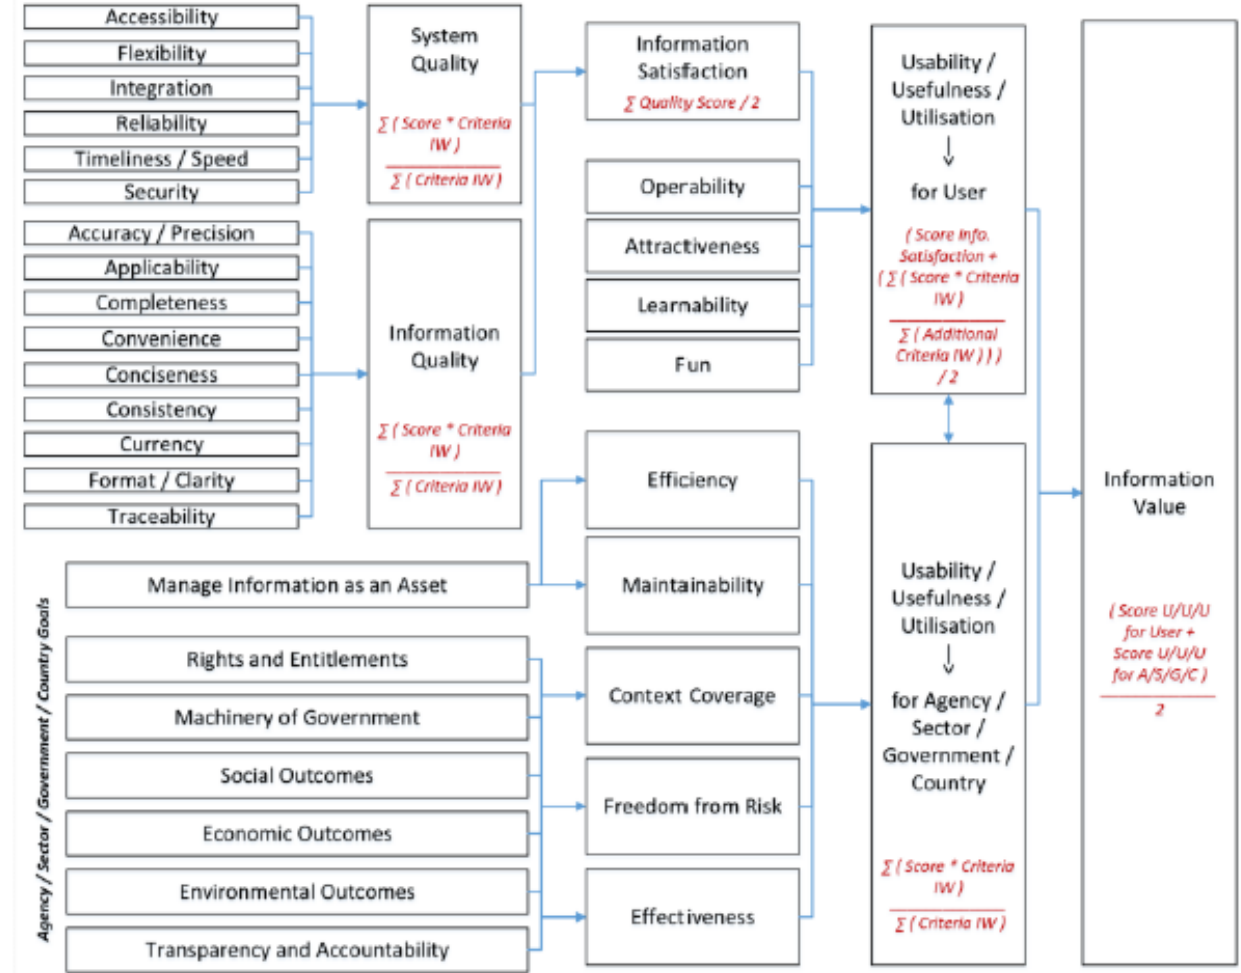 Accessibility
Flexibility
Integration
Reliability
Timeliness / Speed
Security
Accuracy / Precision
Applicability
Completeness
Convenience
Conciseness
Consistency
Currency
Format / Clarity
Traceability
System
Quality
∑ ( Score * Criteria
IW )
∑ ( Criteria IW )
Information
Quality
∑ ( Score * Criteria
IW )
∑ ( Criteria IW )
Information
Satisfaction
∑ Quality Score / 2
Operability
Attractiveness
Learnability
Fun
Usability /
Usefulness /
Utilisation
for User
( Score Info.
Satisfaction +
( ∑ ( Score * Criteria
IW )
∑ ( Additional
Criteria IW ) ) )
/ 2
Agency / Sector / Government / Country Goals
Manage Information as an Asset
Rights and Entitlements
Machinery of Government
Social Outcomes
Economic Outcomes
Environmental Outcomes
Transparency and Accountability
Efficiency
Maintainability
Context Coverage
Freedom from Risk
Effectiveness
Usability /
Usefulness /
Utilisation
for Agency /
Sector /
Government /
Country
∑ ( Score * Criteria
IW )
∑ ( Criteria IW )
Information
Value
( Score U/U/U
for User +
Score U/U/U
for A/S/G/C )
2